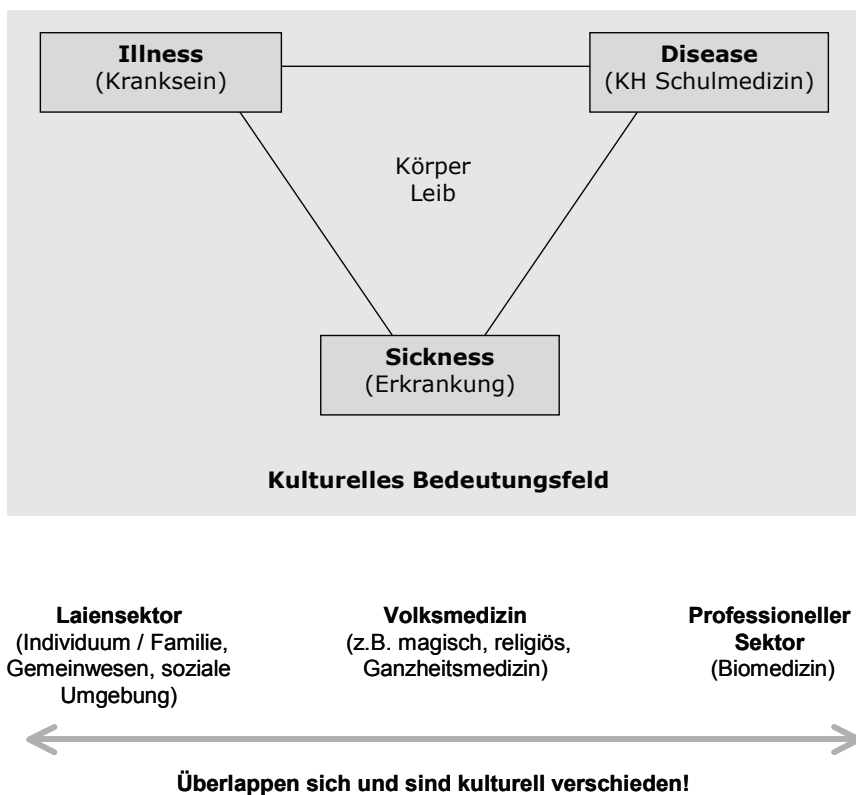 Illness
(Kranksein)
Disease
(KH Schulmedizin)
Körper
Leib
Sickness
(Erkrankung)
Kulturelles Bedeutungsfeld
Laiensektor
(Individuum / Familie,
Gemeinwesen, soziale
Umgebung)
Volksmedizin
(z.B. magisch, religiös,
Ganzheitsmedizin)
Professioneller
Sektor
(Biomedizin)
Überlappen sich und sind kulturell verschieden!